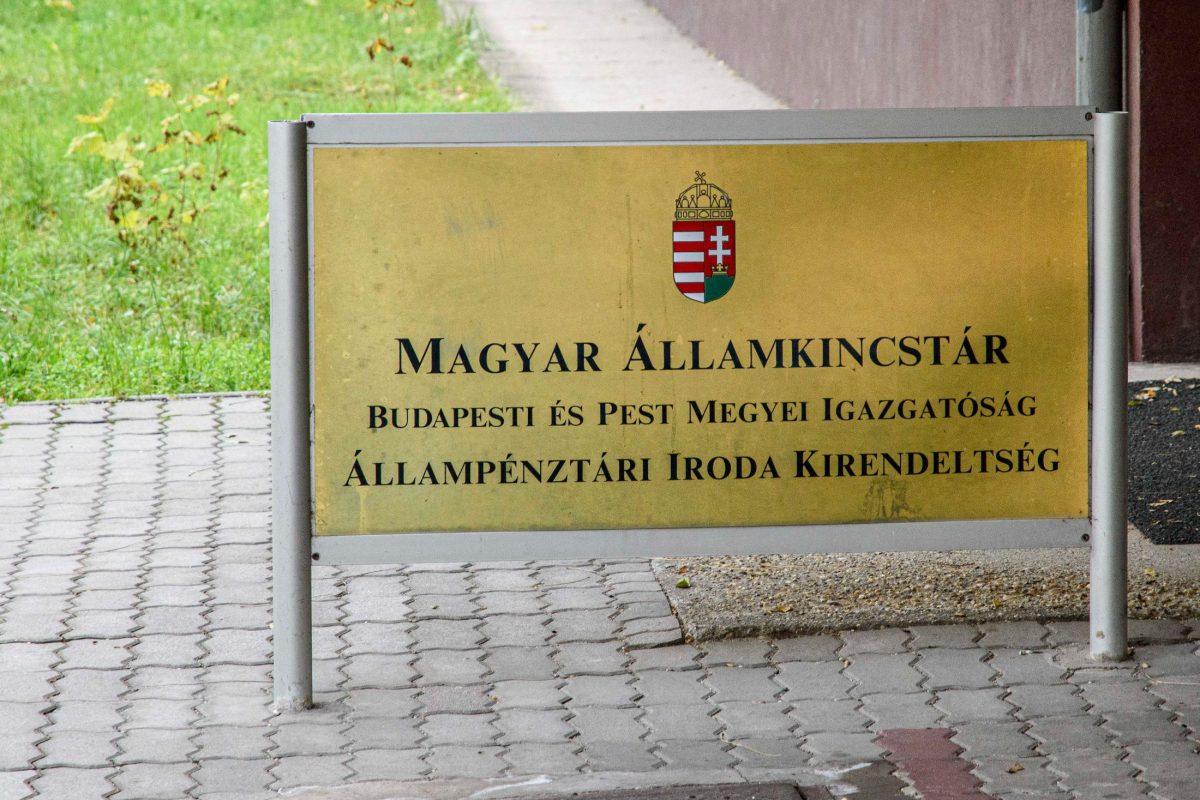 MAGYAR ÁLLAMKINCSTÁR
BUDAPESTI ÉS PEST MEGYEI IGAZGATÓSÁG
ÁLLAMPÉNZTÁRI IRODA KIRENDELTSÉG